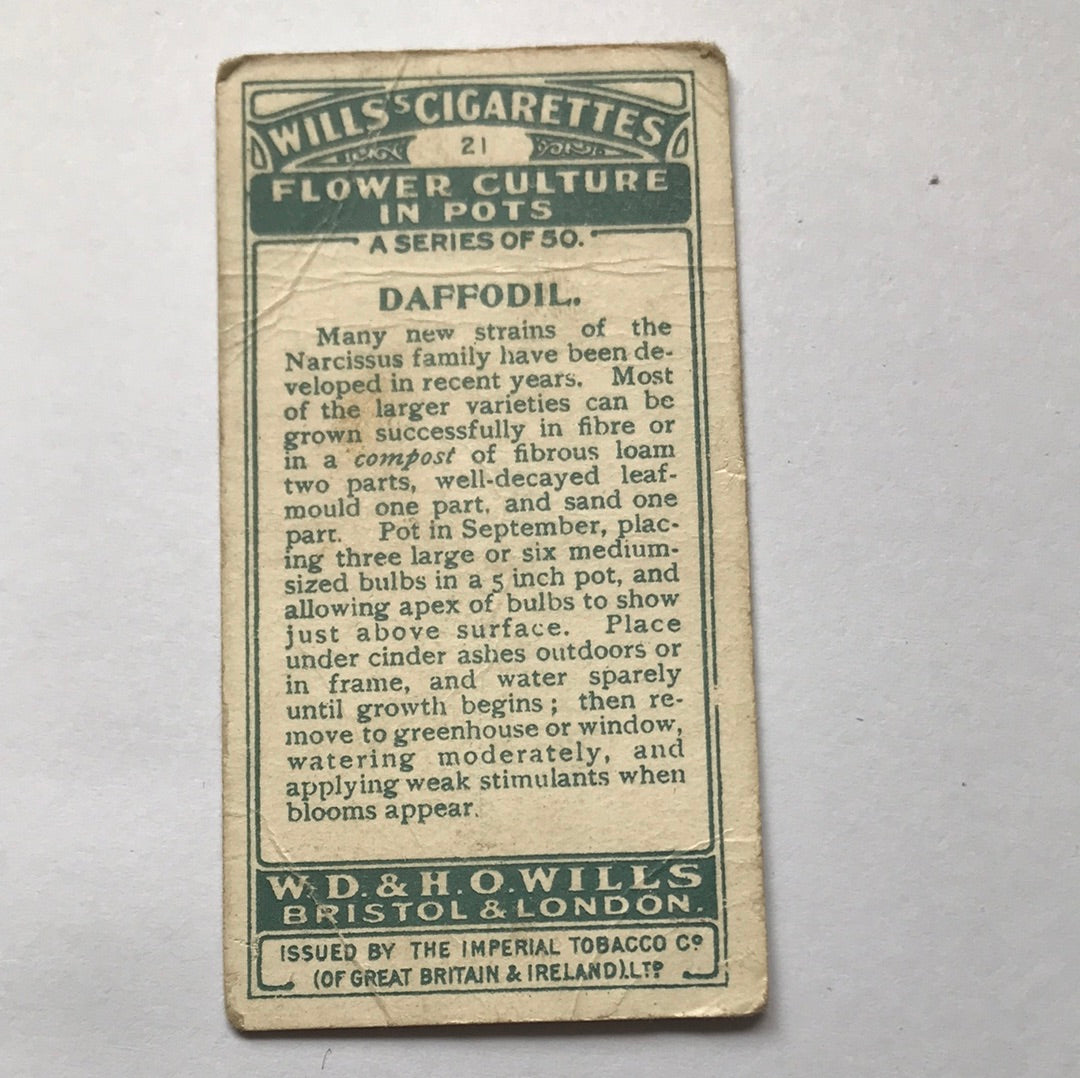 WILLS'S CIGARETTES
21
FLOWER CULTURE
IN POTS
A SERIES OF 50.
DAFFODIL.
Many new strains of the
Narcissus family have been de-
veloped in recent years. Most
of the larger varieties can be
grown successfully in fibre or
in a compost of fibrous loam
two parts, well-decayed leaf-
mould one part, and sand one
part. Pot in September, plac-
ing three large or six medium-
sized bulbs in a 5 inch pot, and
allowing apex of bulbs to show
just above surface. Place
under cinder ashes outdoors or
in frame, and water sparely
until growth begins; then re-
move to greenhouse or window,
watering moderately, and
applying weak stimulants when
blooms appear.
W.D. & H.O. WILLS
BRISTOL & LONDON.
ISSUED BY THE IMPERIAL TOBACCO CO
(OF GREAT BRITAIN & IRELAND), LTD